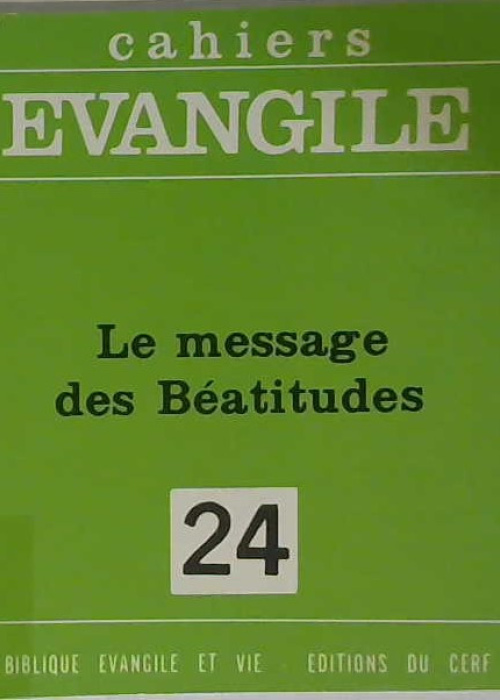 cahiers
EVANGILE
Le message
des Béatitudes
24
BIBLIQUE EVANGILE ET VIE - EDITIONS DU CERF